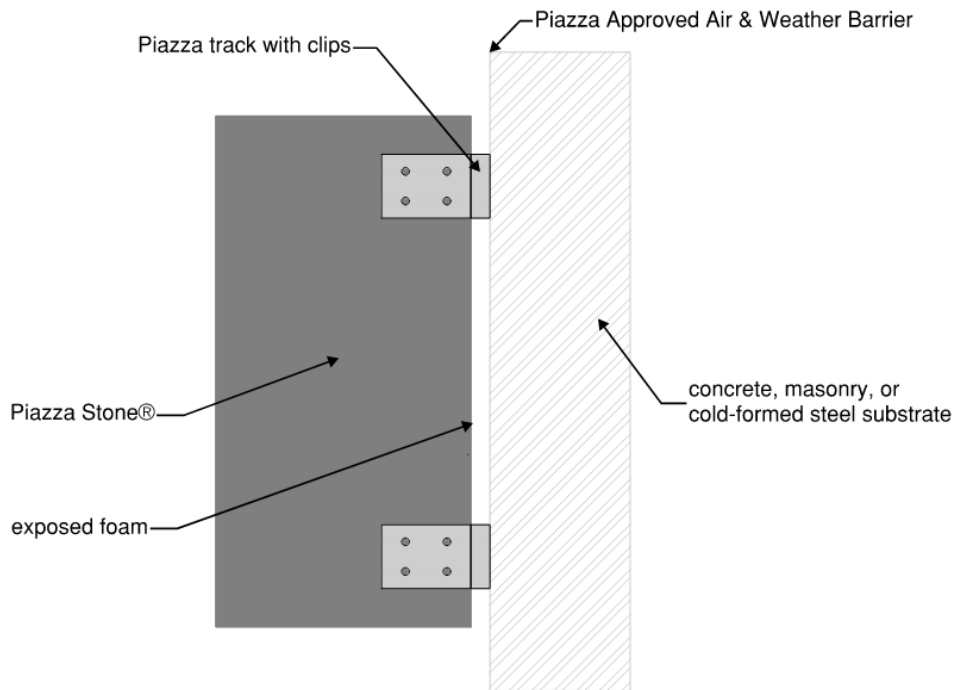 Piazza Approved Air & Weather Barrier
Piazza track with clips
Piazza Stone®
concrete, masonry, or
cold-formed steel substrate
exposed foam